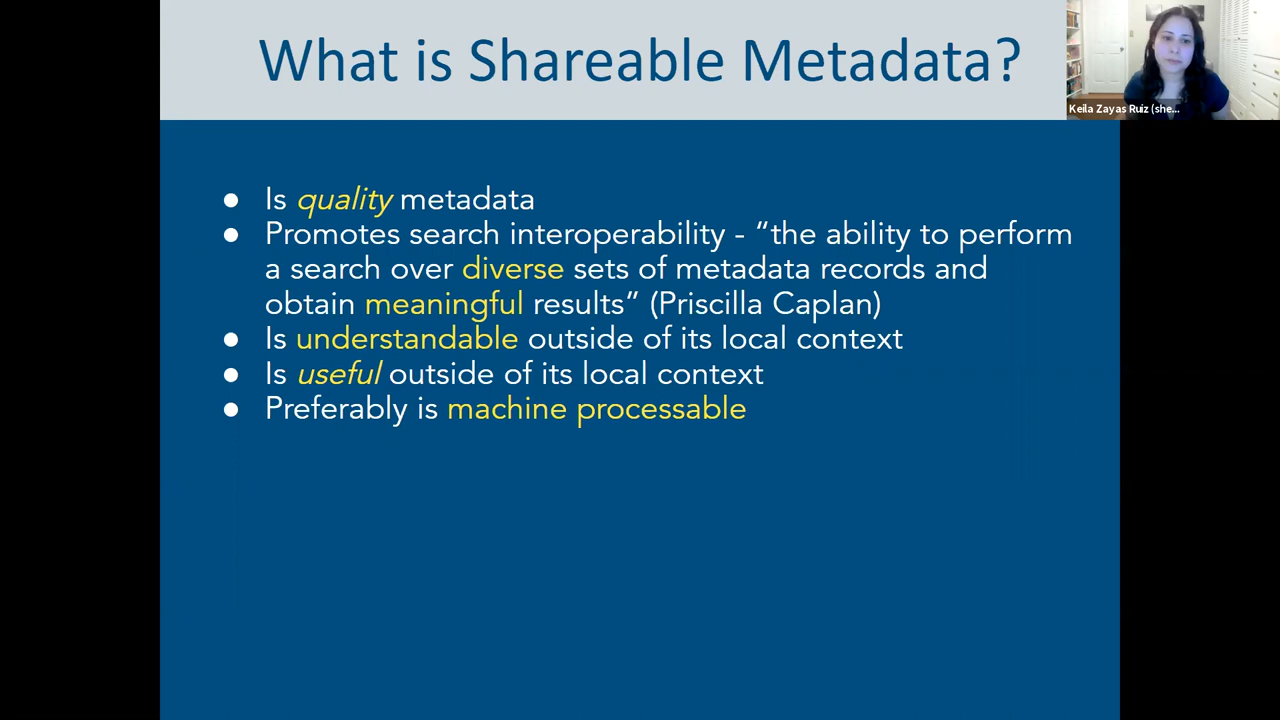 What is Shareable Metadata?
Keila Zayas Ruiz (she...
● Is quality metadata
● Promotes search interoperability - “the ability to perform
a search over diverse sets of metadata records and
obtain meaningful results” (Priscilla Caplan)
● Is understandable outside of its local context
● Is useful outside of its local context
● Preferably is machine processable